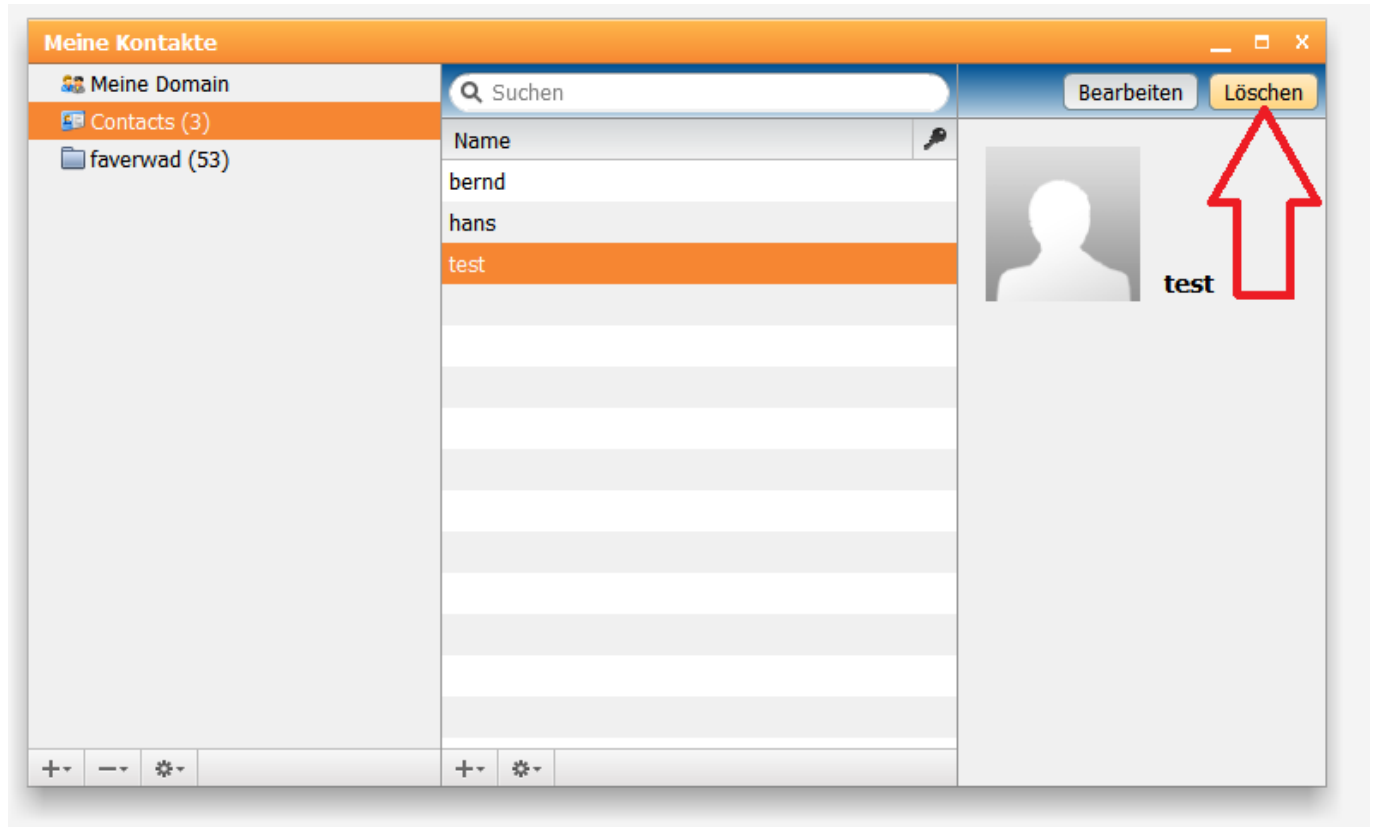 Meine Kontakte
Meine Domain
Contacts (3)
faverwad (53)
Suchen
Name
bernd
hans
test
Bearbeiten
Löschen
test